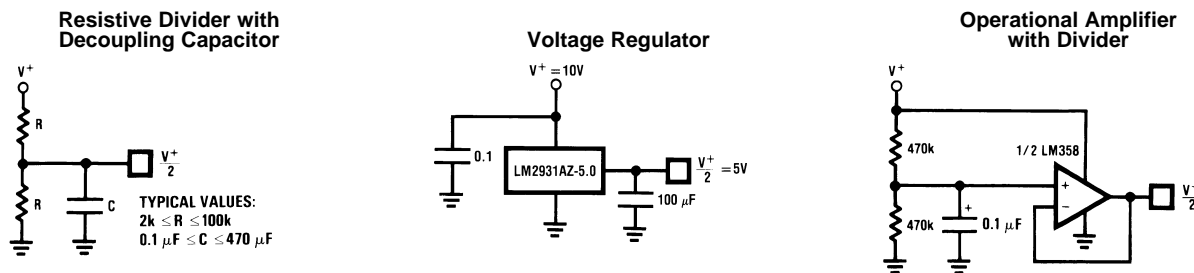 Resistive Divider with
Decoupling Capacitor
V+
R
V+
2
R
C
TYPICAL VALUES:
2k ≤ R ≤ 100k
0.1 μF ≤ C ≤ 470 μF
Voltage Regulator
V+ = 10V
0.1
LM2931AZ-5.0
V+
2 = 5V
100 μF
Operational Amplifier
with Divider
V+
470k
1/2 LM358
+
−
V+
2
470k
+
0.1 μF